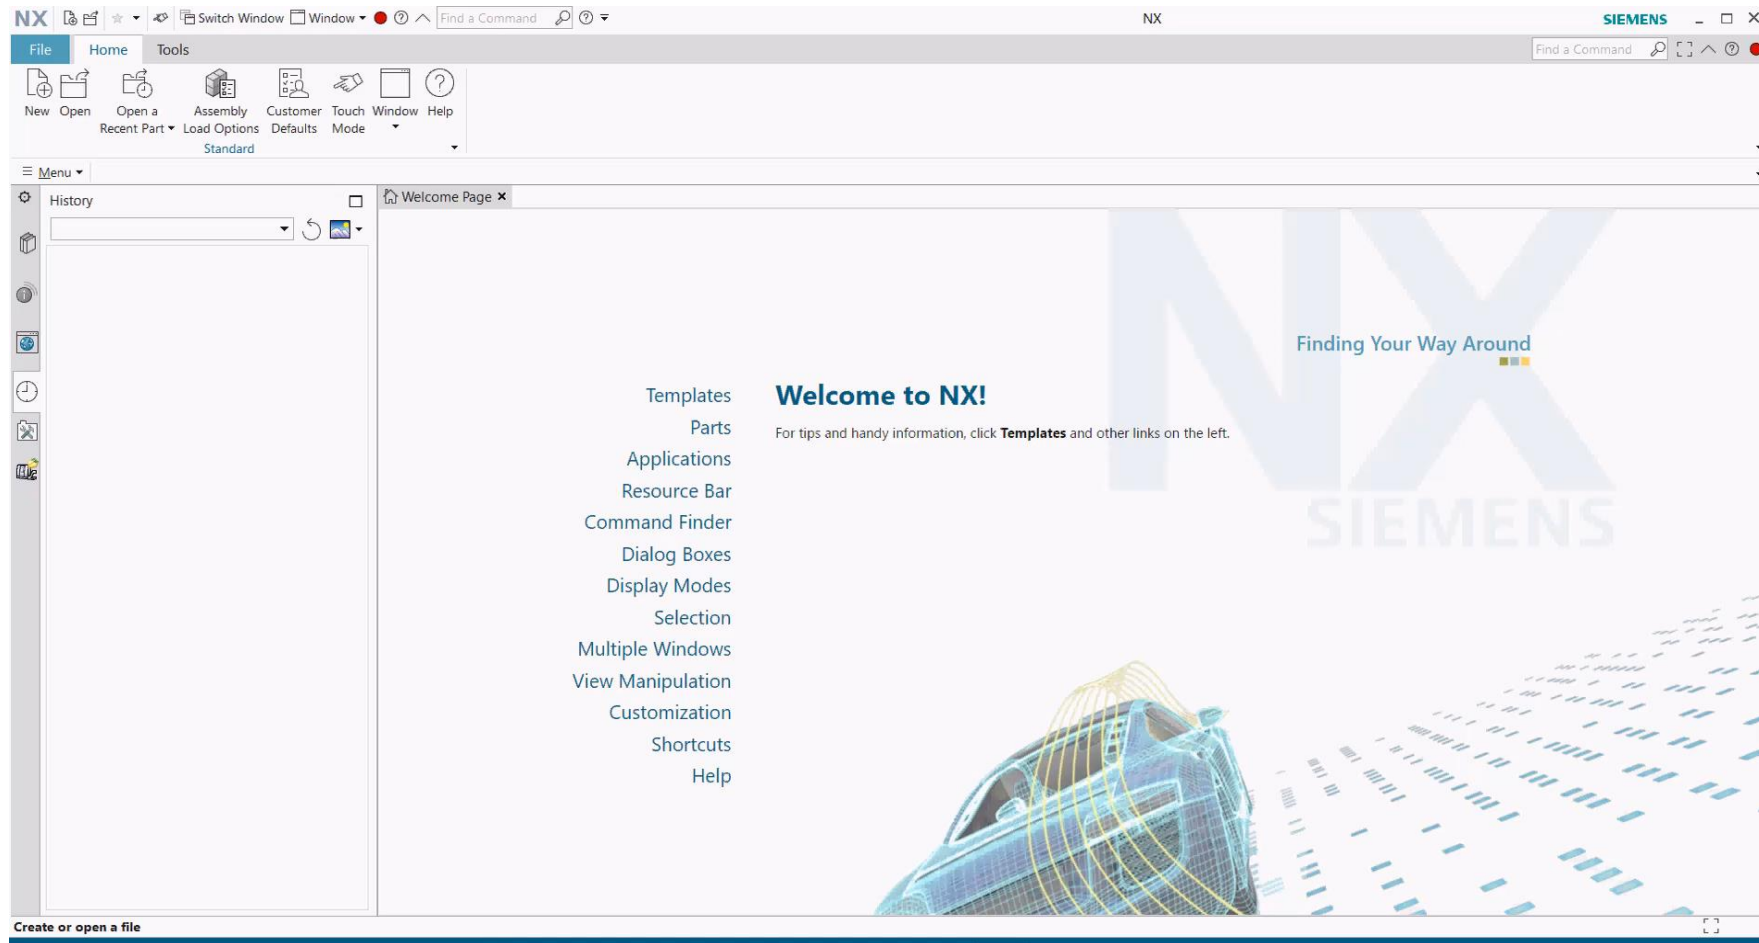 NX Switch Window Window Find a Command NX SIEMENS
File Home Tools Find a Command
New Open Open a Assembly Customer Touch Window Help
Recent Part Load Options Defaults Mode
Standard
Menu
History Welcome Page
NX
Finding Your Way Around
Templates Welcome to NX!
Parts For tips and handy information, click Templates and other links on the left.
Applications
Resource Bar
Command Finder
SIEMENS
Dialog Boxes
Display Modes
Selection
Multiple Windows
View Manipulation
Customization
Shortcuts
Help
Create or open a file